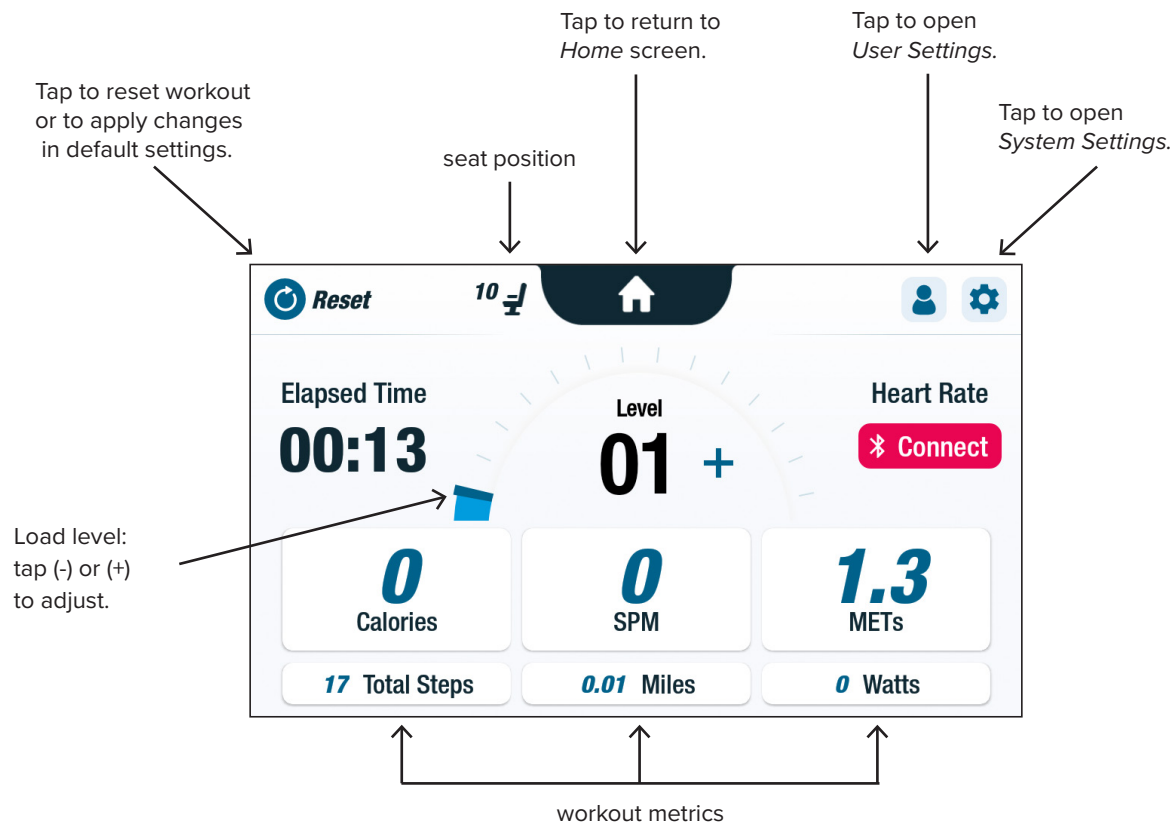 Tap to return to
Home screen.
Tap to open
User Settings.
Tap to reset workout
or to apply changes
in default settings.
seat position
Tap to open
System Settings.
Reset
10
Elapsed Time
00:13
Level
01 +
Heart Rate
Connect
Load level:
tap (-) or (+)
to adjust.
0
Calories
0
SPM
1.3
METs
17 Total Steps
0.01 Miles
0 Watts
workout metrics